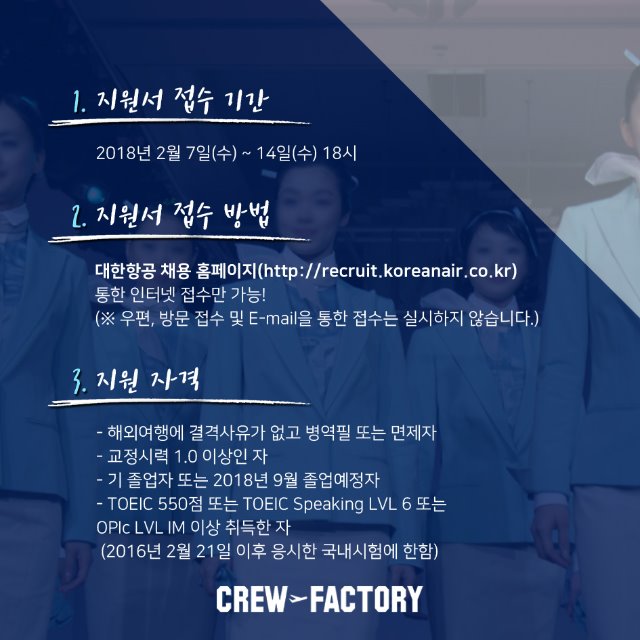 1. 지원서 접수 기간
2018년 2월 7일(수) ~ 14일(수) 18시
2. 지원서 접수 방법
대한항공 채용 홈페이지(http://recruit.koreanair.co.kr)
통한 인터넷 접수만 가능!
(※ 우편, 방문 접수 및 E-mail을 통한 접수는 실시하지 않습니다.)
3. 지원 자격
- 해외여행에 결격사유가 없고 병역필 또는 면제자
- 교정시력 1.0 이상인 자
- 기 졸업자 또는 2018년 9월 졸업예정자
- TOEIC 550점 또는 TOEIC Speaking LVL 6 또는
OPIc LVL IM 이상 취득한 자
(2016년 2월 21일 이후 응시한 국내시험에 한함)
CREW FACTORY